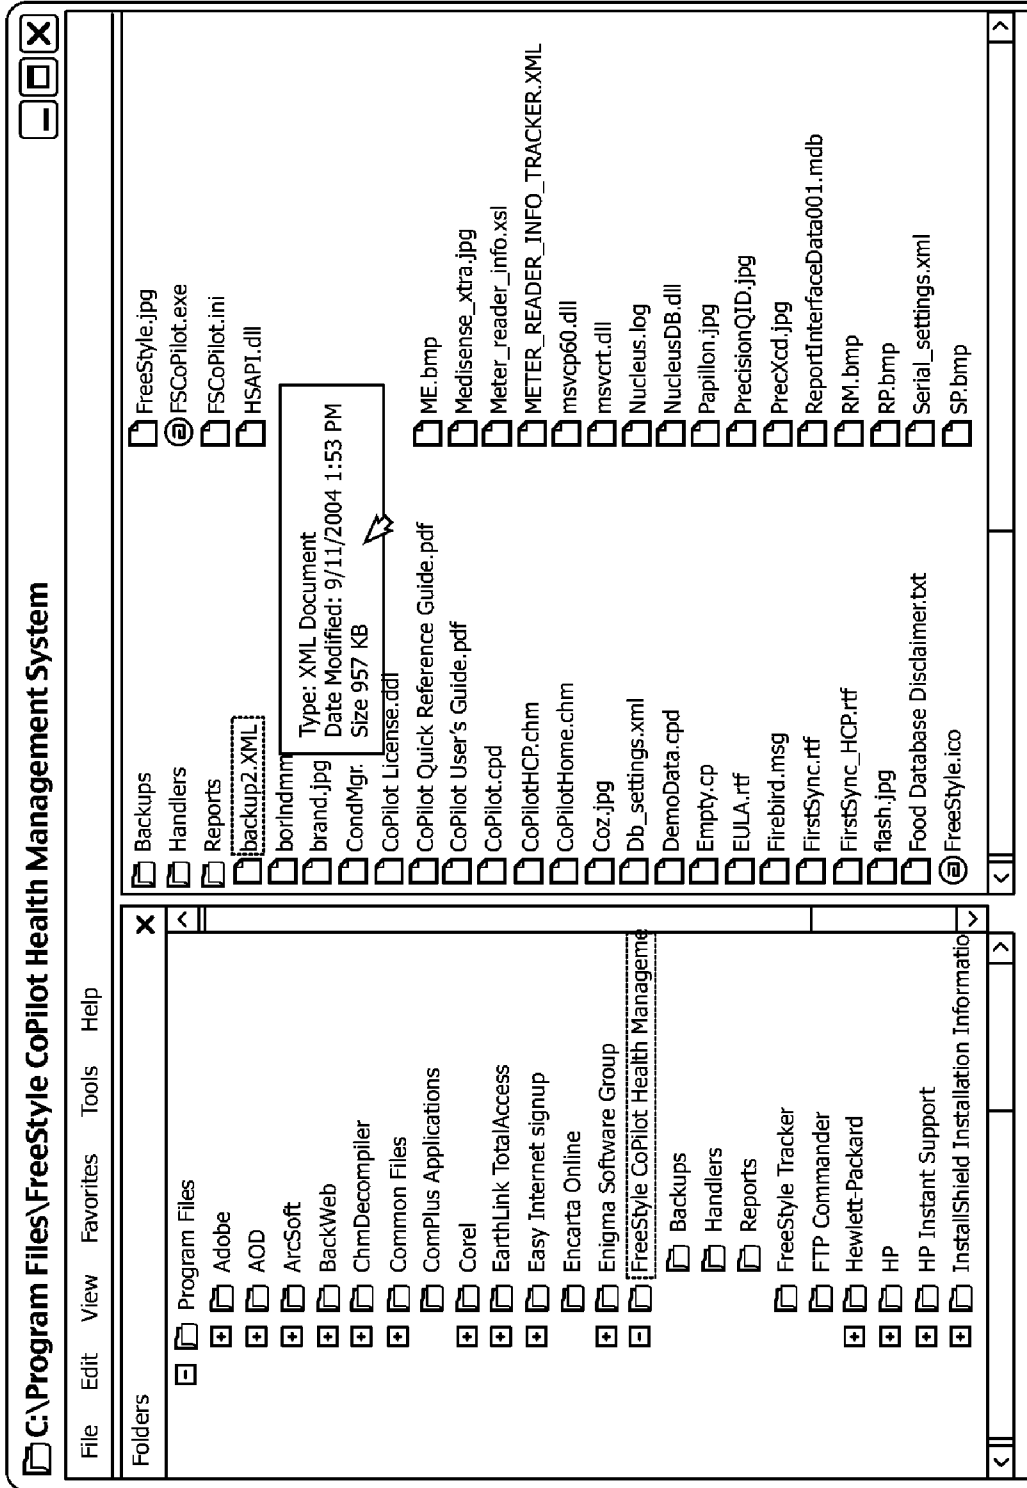 C:\Program Files\FreeStyle CoPilot Health Management System
File Edit View Favorites Tools Help
Folders
Program Files
Adobe
AOD
ArcSoft
BackWeb
ChmDecompiler
Common Files
ComPlus Applications
Corel
EarthLink TotalAccess
Easy Internet signup
Encarta Online
Enigma Software Group
FreeStyle CoPilot Health Manageme
Backups
Handlers
Reports
FreeStyle Tracker
FTP Commander
Hewlett-Packard
HP
HP Instant Support
InstallShield Installation Informatio
Backups
Handlers
Reports
backup2.XML
borlndmm
brand.jpg
CondMgr.
CoPilot License.ddl
CoPilot Quick Reference Guide.pdf
CoPilot User's Guide.pdf
CoPilot.cpd
CoPilotHCP.chm
CoPilotHome.chm
Coz.jpg
Db_settings.xml
DemoData.cpd
Empty.cp
EULA.rtf
Firebird.msg
FirstSync.rtf
FirstSync_HCP.rtf
flash.jpg
Food Database Disclaimer.txt
FreeStyle.ico
Type: XML Document
Date Modified: 9/11/2004 1:53 PM
Size 957 KB
FreeStyle.jpg
FSCoPilot.exe
FSCoPilot.ini
HSAPI.dll
ME.bmp
Medisense_xtra.jpg
Meter_reader_info.xsl
METER_READER_INFO_TRACKER.XML
msvcp60.dll
msvcrt.dll
Nucleus.log
NucleusDB.dll
Papillon.jpg
PrecisionQID.jpg
PrecXcd.jpg
ReportInterfaceData001.mdb
RM.bmp
RP.bmp
Serial_settings.xml
SP.bmp